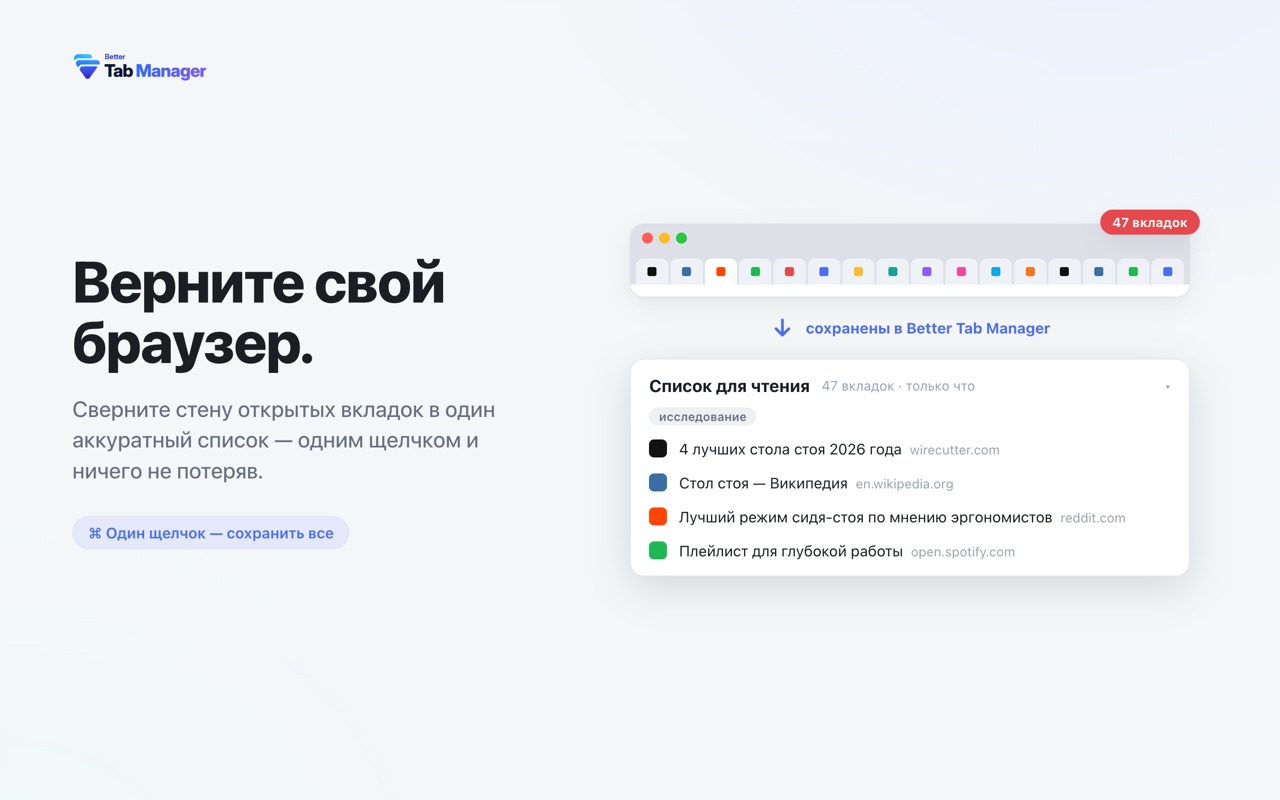 Better
Tab Manager
Верните свой
браузер.
Сверните стену открытых вкладок в один
аккуратный список — одним щелчком и
ничего не потеряв.
⌘ Один щелчок — сохранить все
47 вкладок
сохранены в Better Tab Manager
Список для чтения 47 вкладок · только что
исследование
4 лучших стола стоя 2026 года wirecutter.com
Стол стоя — Википедия en.wikipedia.org
Лучший режим сидя-стоя по мнению эргономистов reddit.com
Плейлист для глубокой работы open.spotify.com